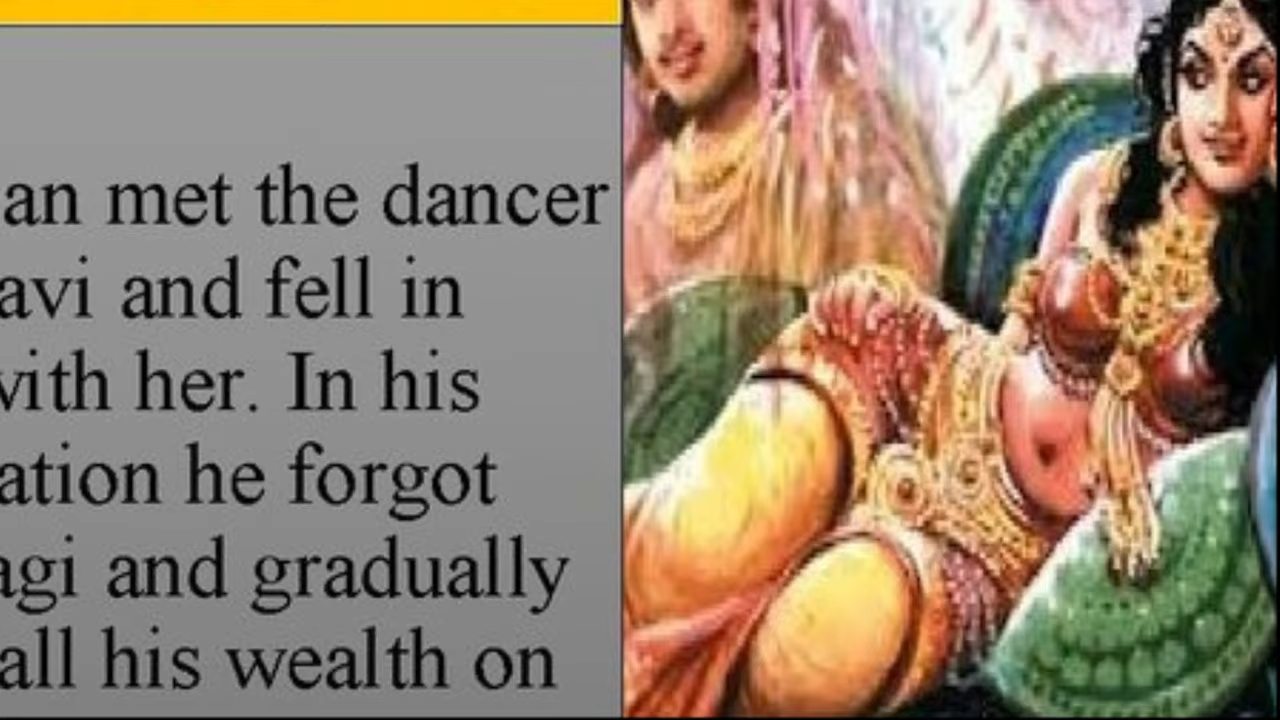 an met the dancer
avi and fell in
with her. In his
ation he forgot
agi and gradually
all his wealth on